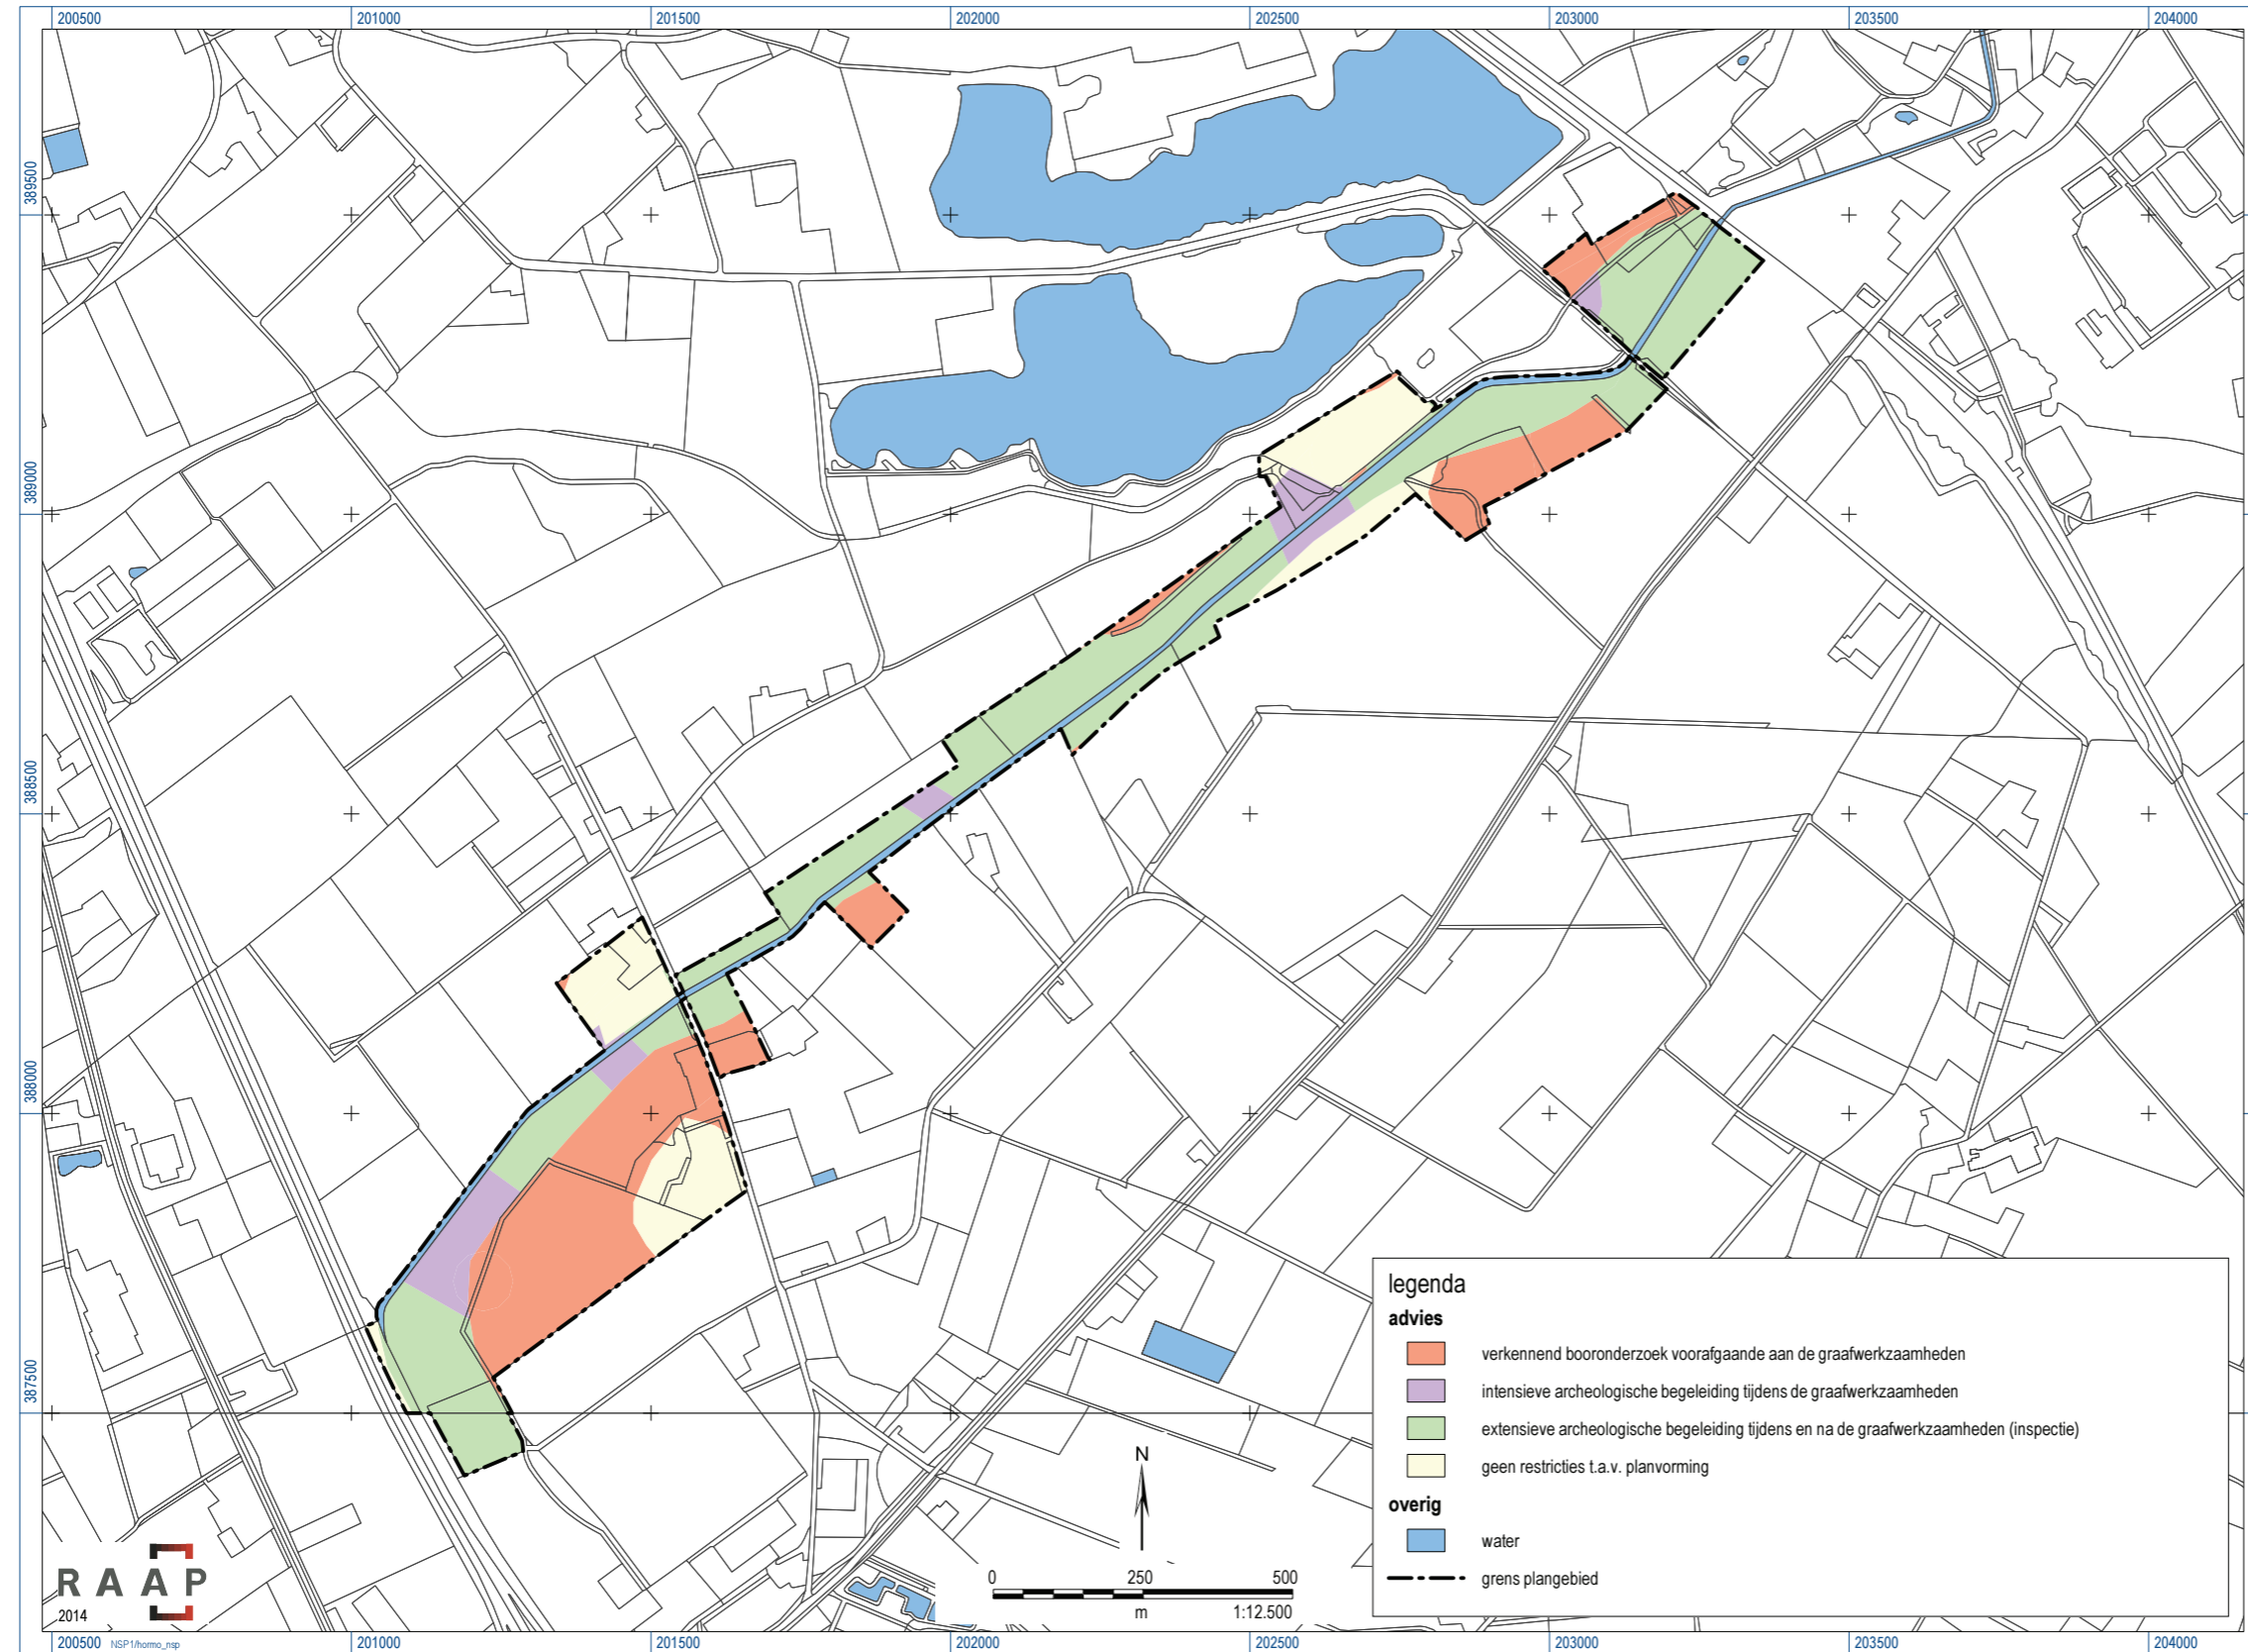 200500 201000 201500 202000 202500 203000 203500 204000
389500
389000
388500
388000
387500
legenda
advies
verkennend booronderzoek voorafgaande aan de graafwerkzaamheden
intensieve archeologische begeleiding tijdens de graafwerkzaamheden
extensieve archeologische begeleiding tijdens en na de graafwerkzaamheden (inspectie)
geen restricties t.a.v. planvorming
overig
water
grens plangebied
N
0 250 500
m 1:12.500
RAAP
2014
200500 NSP1/hormo_nsp 201000 201500 202000 202500 203000 203500 204000